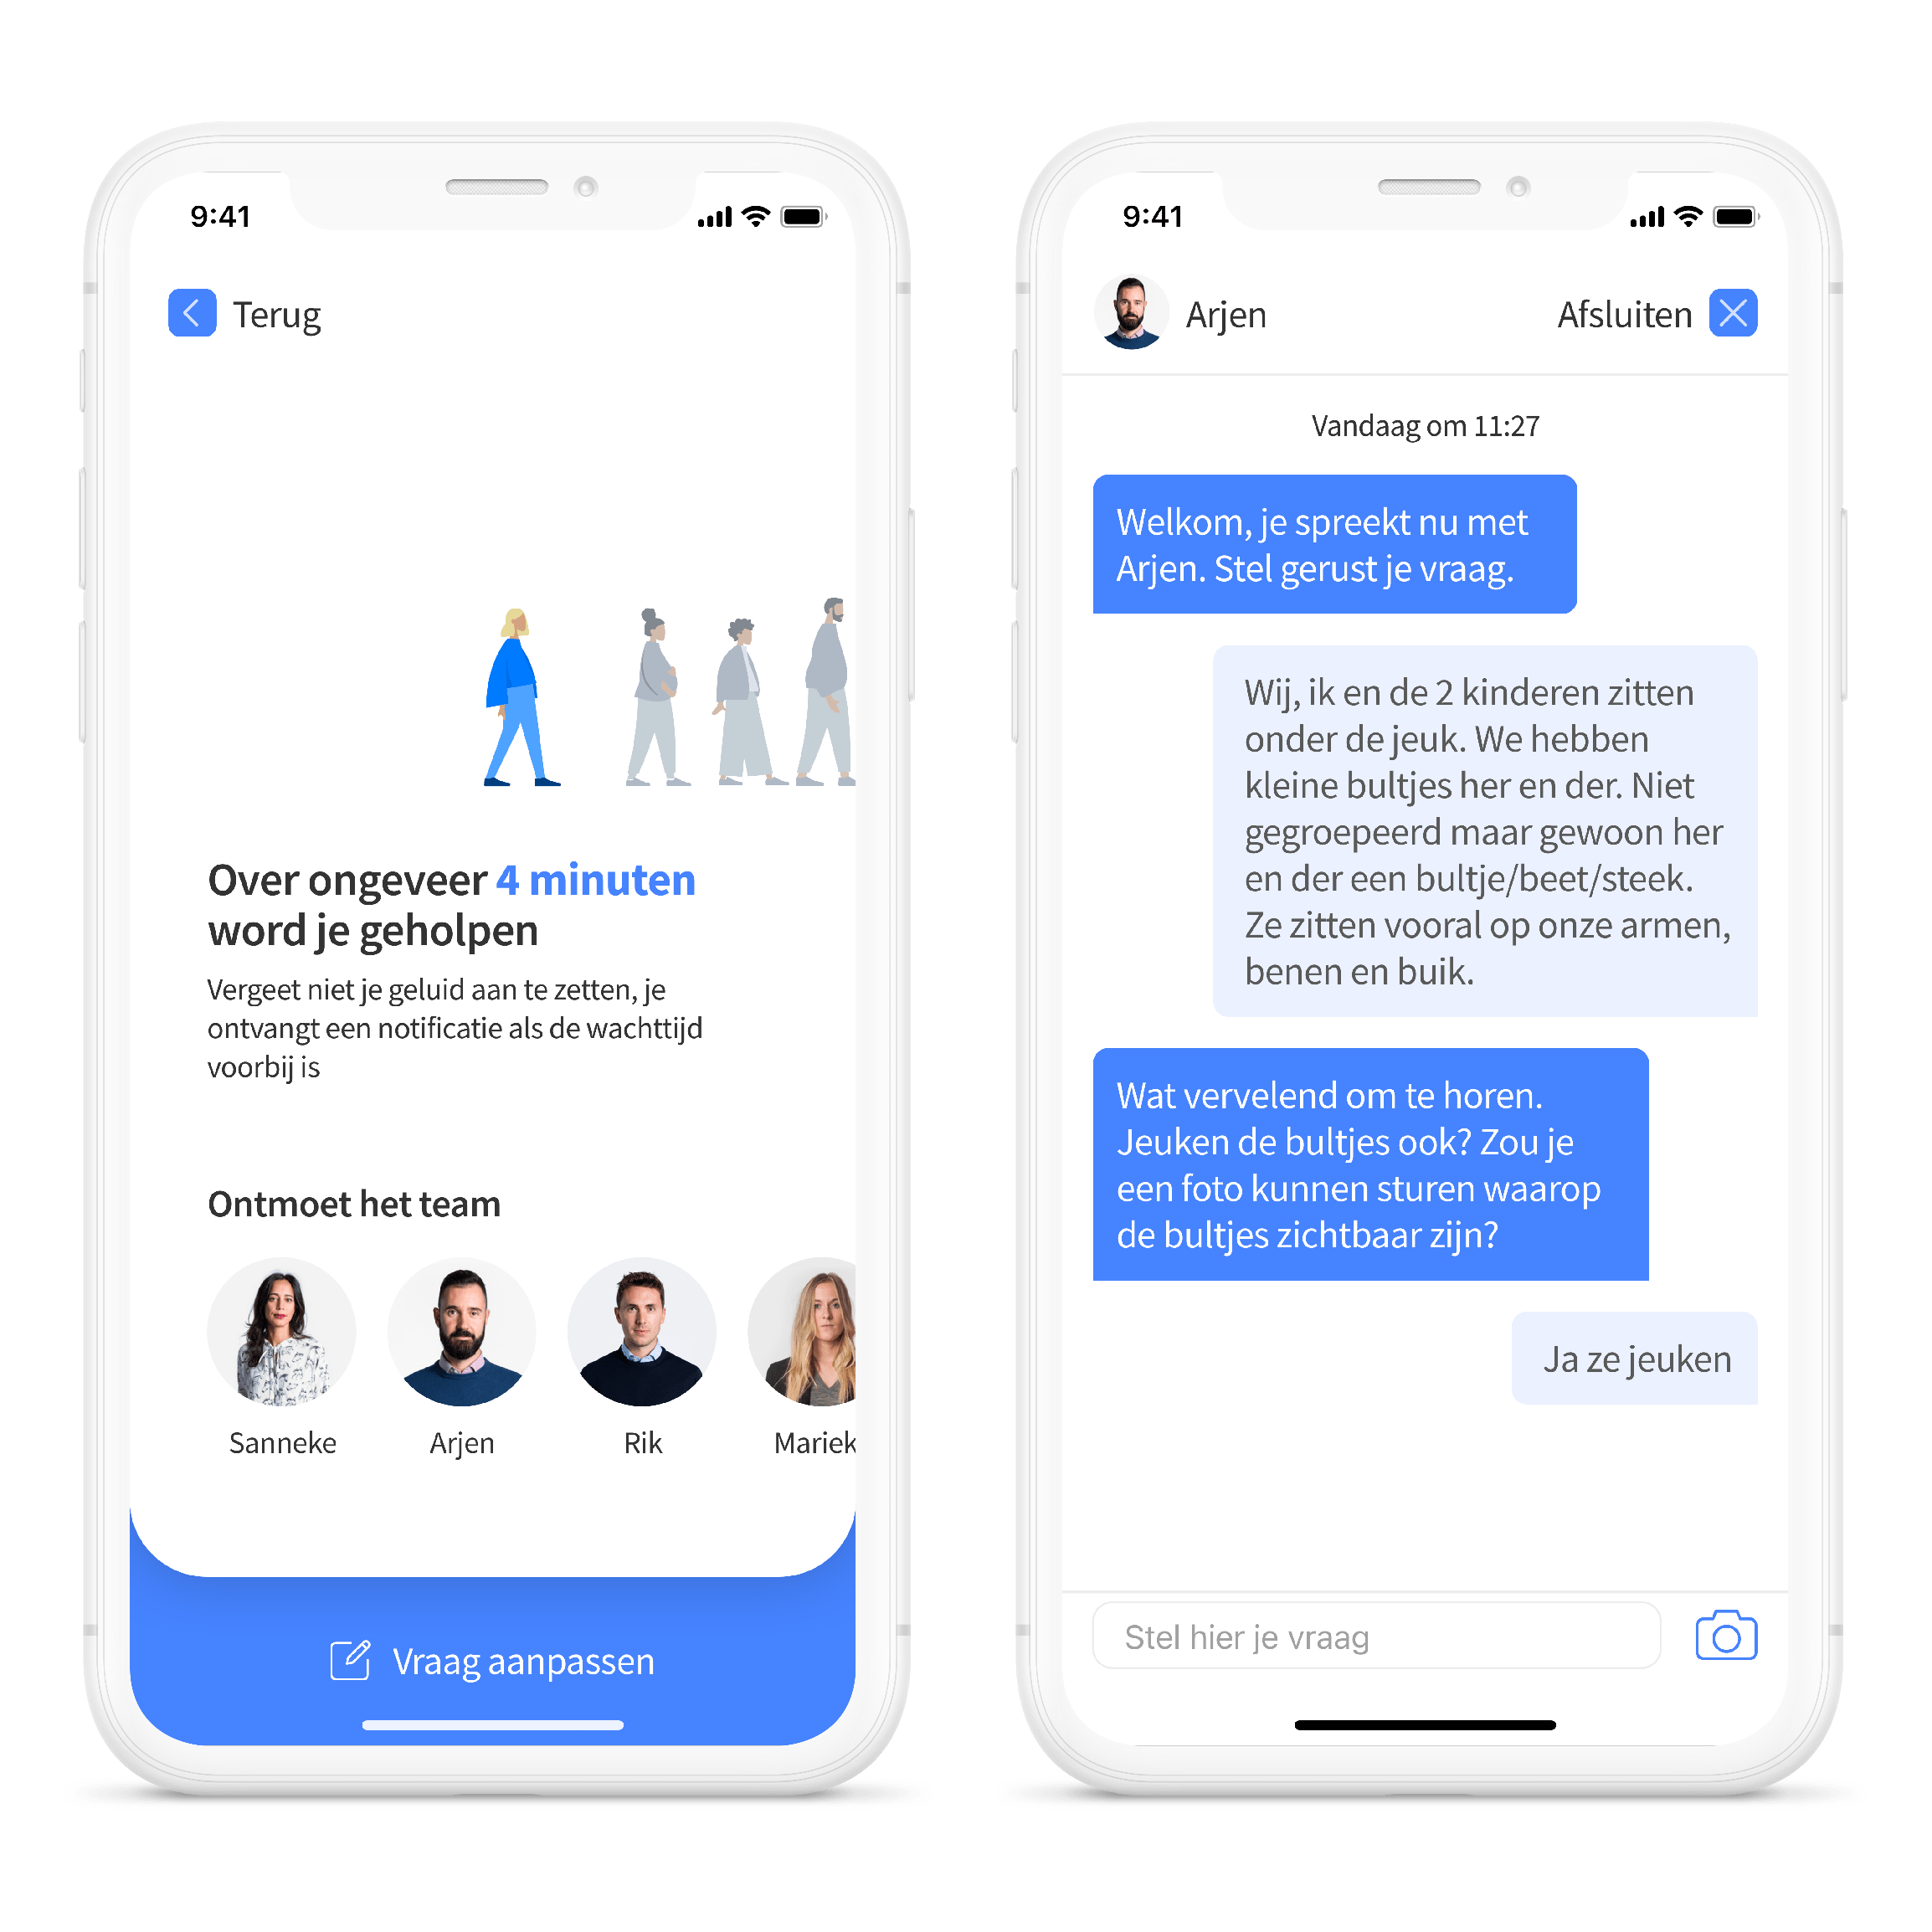 9:41
Terug
Over ongeveer 4 minuten
word je geholpen
Vergeet niet je geluid aan te zetten, je
ontvangt een notificatie als de wachttijd
voorbij is
Ontmoet het team
Sanneke
Arjen
Rik
Mariek
Vraag aanpassen
9:41
Arjen
Afsluiten
Vandaag om 11:27
Welkom, je spreekt nu met
Arjen. Stel gerust je vraag.
Wij, ik en de 2 kinderen zitten
onder de jeuk. We hebben
kleine bultjes her en der. Niet
gegroepeerd maar gewoon her
en der een bultje/beet/steek.
Ze zitten vooral op onze armen,
benen en buik.
Wat vervelend om te horen.
Jeuken de bultjes ook? Zou je
een foto kunnen sturen waarop
de bultjes zichtbaar zijn?
Ja ze jeuken
Stel hier je vraag